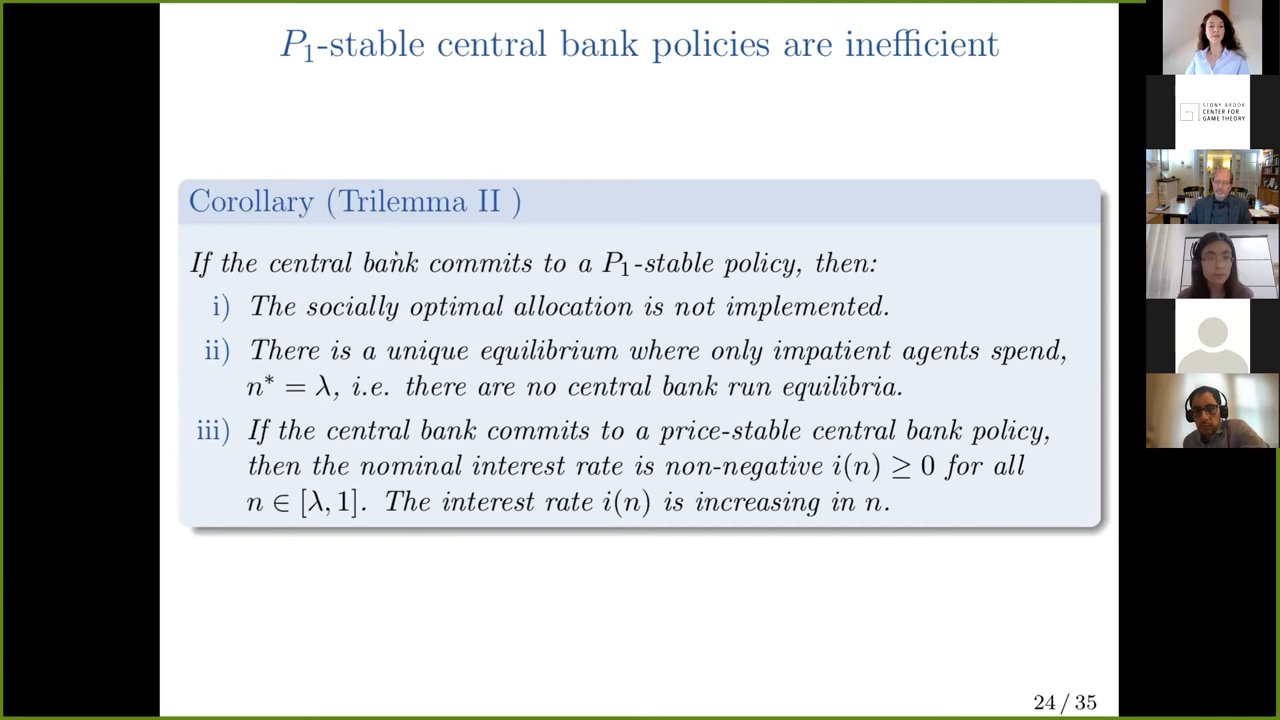 P₁-stable central bank policies are inefficient
Corollary (Trilemma II )
If the central bank commits to a P₁-stable policy, then:
i) The socially optimal allocation is not implemented.
ii) There is a unique equilibrium where only impatient agents spend,
n* = λ, i.e. there are no central bank run equilibria.
iii) If the central bank commits to a price-stable central bank policy,
then the nominal interest rate is non-negative i(n) ≥ 0 for all
n ∈ [λ, 1]. The interest rate i(n) is increasing in n.
24 / 35
STONY BROOK
CENTER FOR
GAME THEORY